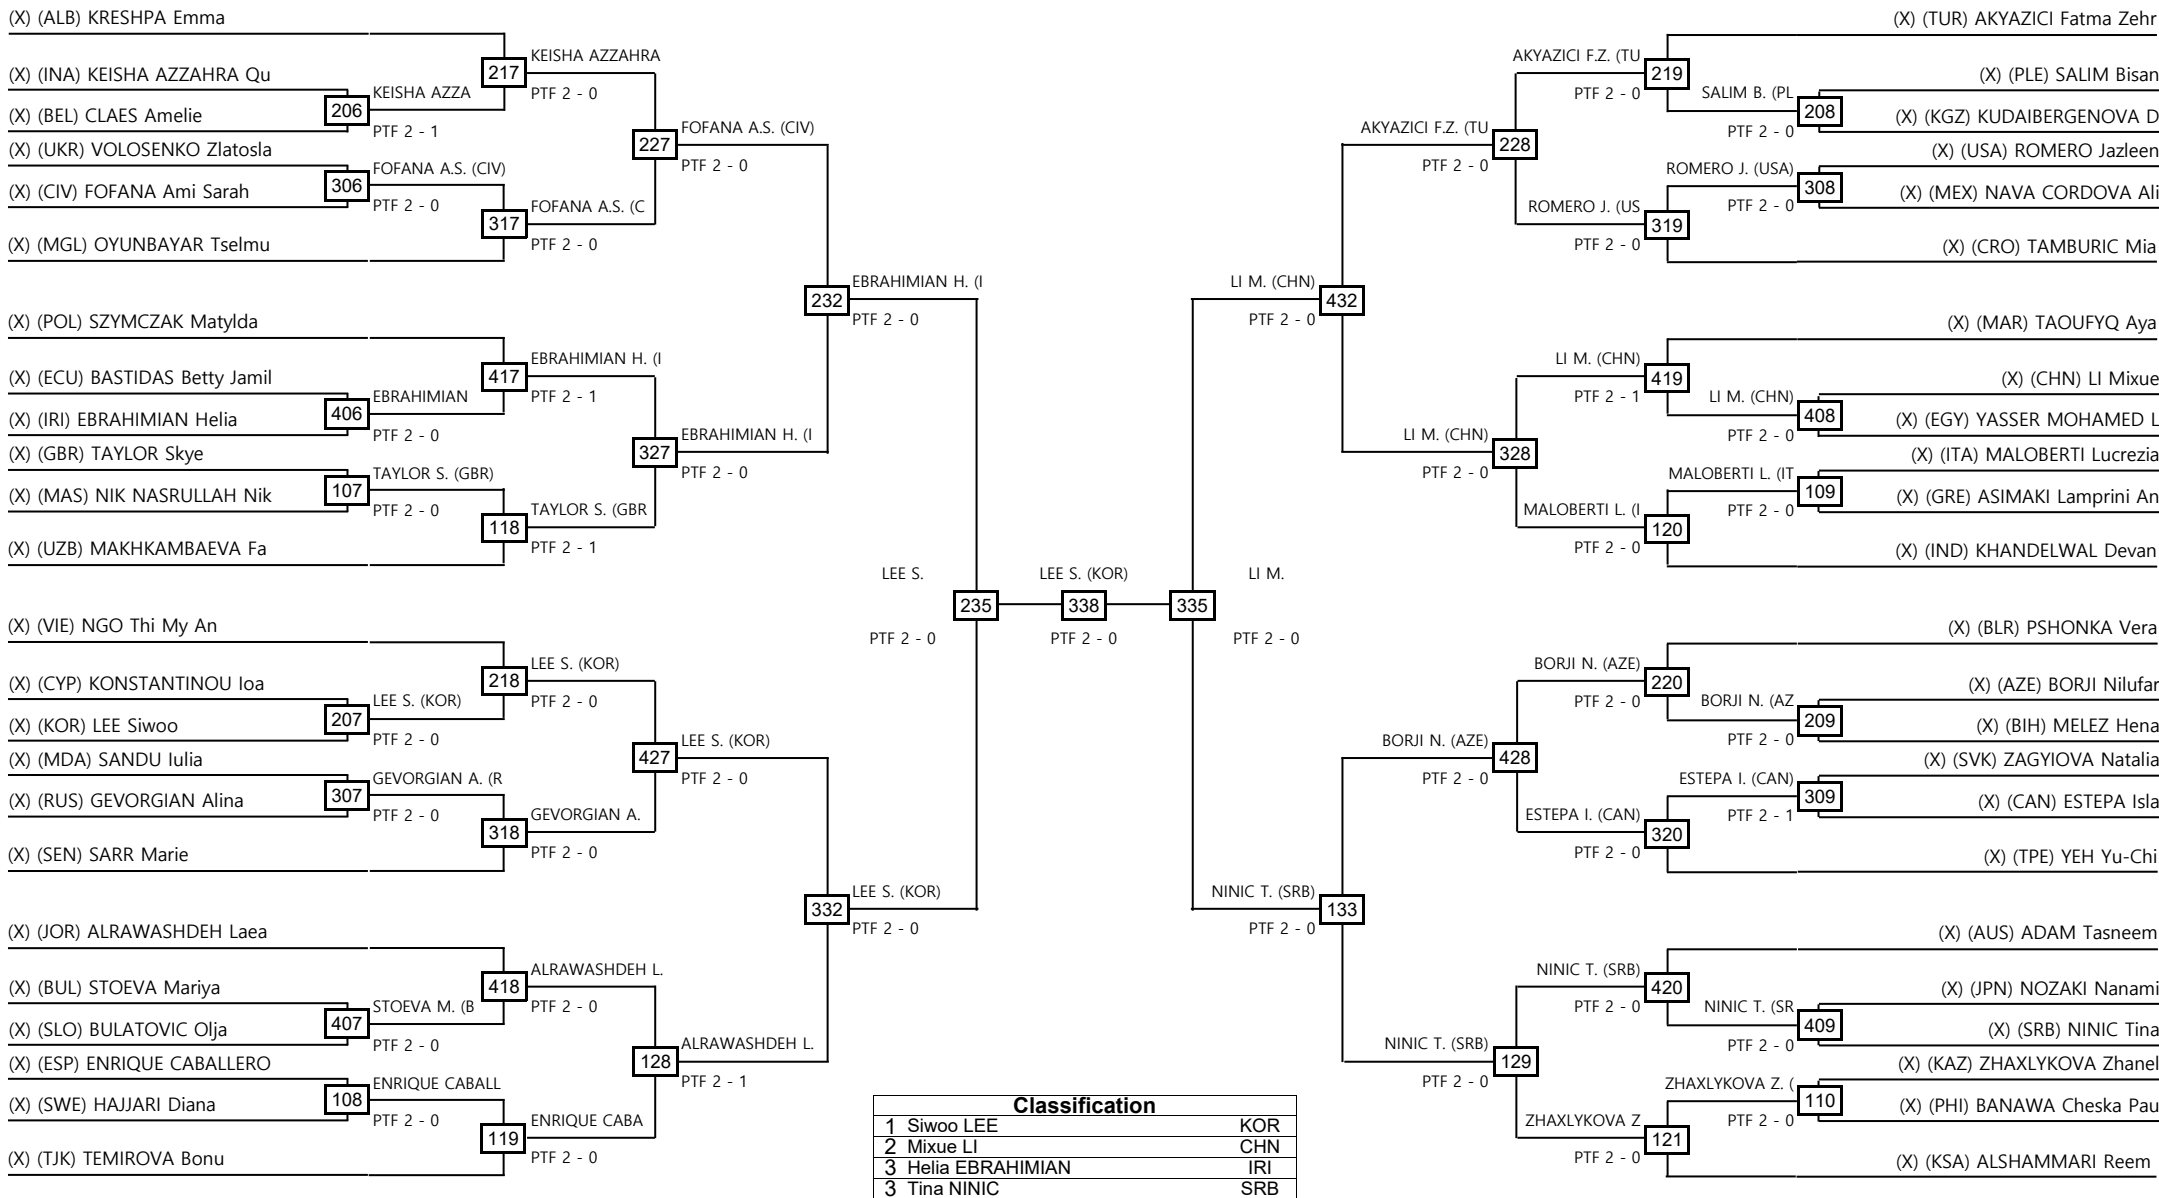 (X) (ALB) KRESHPA Emma
(X) (INA) KEISHA AZZAHRA Qu
(X) (BEL) CLAES Amelie
(X) (UKR) VOLOSENKO Zlatosla
(X) (CIV) FOFANA Ami Sarah
(X) (MGL) OYUNBAYAR Tselmu
(X) (POL) SZYMCZAK Matylda
(X) (ECU) BASTIDAS Betty Jamil
(X) (IRI) EBRAHIMIAN Helia
(X) (GBR) TAYLOR Skye
(X) (MAS) NIK NASRULLAH Nik
(X) (UZB) MAKHKAMBAEVA Fa
(X) (VIE) NGO Thi My An
(X) (CYP) KONSTANTINOU Ioa
(X) (KOR) LEE Siwoo
(X) (MDA) SANDU Iulia
(X) (RUS) GEVORGIAN Alina
(X) (SEN) SARR Marie
(X) (JOR) ALRAWASHDEH Laea
(X) (BUL) STOEVA Mariya
(X) (SLO) BULATOVIC Olja
(X) (ESP) ENRIQUE CABALLERO
(X) (SWE) HAJJARI Diana
(X) (TJK) TEMIROVA Bonu
206 KEISHA AZZA
PTF 2 - 1
306 FOFANA A.S. (CIV)
PTF 2 - 0
406 EBRAHIMIAN
PTF 2 - 0
107 TAYLOR S. (GBR)
PTF 2 - 0
207 LEE S. (KOR)
PTF 2 - 0
307 GEVORGIAN A. (R
PTF 2 - 0
407 STOEVA M. (B
PTF 2 - 0
108 ENRIQUE CABALL
PTF 2 - 0
217 KEISHA AZZAHRA
PTF 2 - 0
317 FOFANA A.S. (C
PTF 2 - 0
417 EBRAHIMIAN H. (I
PTF 2 - 1
118 TAYLOR S. (GBR
PTF 2 - 1
218 LEE S. (KOR)
PTF 2 - 0
318 GEVORGIAN A.
PTF 2 - 0
418 ALRAWASHDEH L.
PTF 2 - 0
119 ENRIQUE CABA
PTF 2 - 0
227 FOFANA A.S. (CIV)
PTF 2 - 0
327 EBRAHIMIAN H. (I
PTF 2 - 0
427 LEE S. (KOR)
PTF 2 - 0
128 ALRAWASHDEH L.
PTF 2 - 1
232 EBRAHIMIAN H. (I
PTF 2 - 0
332 LEE S. (KOR)
PTF 2 - 0
LEE S.
235
PTF 2 - 0
LEE S. (KOR)
338
PTF 2 - 0
LI M.
335
PTF 2 - 0
LI M. (CHN) 432
PTF 2 - 0
NINIC T. (SRB) 133
PTF 2 - 0
AKYAZICI F.Z. (TU 228
PTF 2 - 0
LI M. (CHN) 328
PTF 2 - 0
BORJI N. (AZE) 428
PTF 2 - 0
NINIC T. (SRB) 129
PTF 2 - 0
AKYAZICI F.Z. (TU 219
PTF 2 - 0
ROMERO J. (US 319
PTF 2 - 0
LI M. (CHN) 419
PTF 2 - 1
MALOBERTI L. (I 120
PTF 2 - 0
BORJI N. (AZE) 220
PTF 2 - 0
ESTEPA I. (CAN) 320
PTF 2 - 0
NINIC T. (SRB) 420
PTF 2 - 0
ZHAXLYKOVA Z 121
PTF 2 - 0
SALIM B. (PL 208
PTF 2 - 0
ROMERO J. (USA) 308
PTF 2 - 0
LI M. (CHN) 408
PTF 2 - 0
MALOBERTI L. (IT 109
PTF 2 - 0
BORJI N. (AZ 209
PTF 2 - 0
ESTEPA I. (CAN) 309
PTF 2 - 1
NINIC T. (SR 409
PTF 2 - 0
ZHAXLYKOVA Z. ( 110
PTF 2 - 0
(X) (TUR) AKYAZICI Fatma Zehr
(X) (PLE) SALIM Bisan
(X) (KGZ) KUDAIBERGENOVA D
(X) (USA) ROMERO Jazleen
(X) (MEX) NAVA CORDOVA Ali
(X) (CRO) TAMBURIC Mia
(X) (MAR) TAOUFYQ Aya
(X) (CHN) LI Mixue
(X) (EGY) YASSER MOHAMED L
(X) (ITA) MALOBERTI Lucrezia
(X) (GRE) ASIMAKI Lamprini An
(X) (IND) KHANDELWAL Devan
(X) (BLR) PSHONKA Vera
(X) (AZE) BORJI Nilufar
(X) (BIH) MELEZ Hena
(X) (SVK) ZAGYIOVA Natalia
(X) (CAN) ESTEPA Isla
(X) (TPE) YEH Yu-Chi
(X) (AUS) ADAM Tasneem
(X) (JPN) NOZAKI Nanami
(X) (SRB) NINIC Tina
(X) (KAZ) ZHAXLYKOVA Zhanel
(X) (PHI) BANAWA Cheska Pau
(X) (KSA) ALSHAMMARI Reem
Classification
1 Siwoo LEE KOR
2 Mixue LI CHN
3 Helia EBRAHIMIAN IRI
3 Tina NINIC SRB